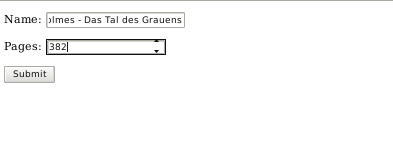 Name: olmes - Das Tal des Grauens
Pages: 382
Submit